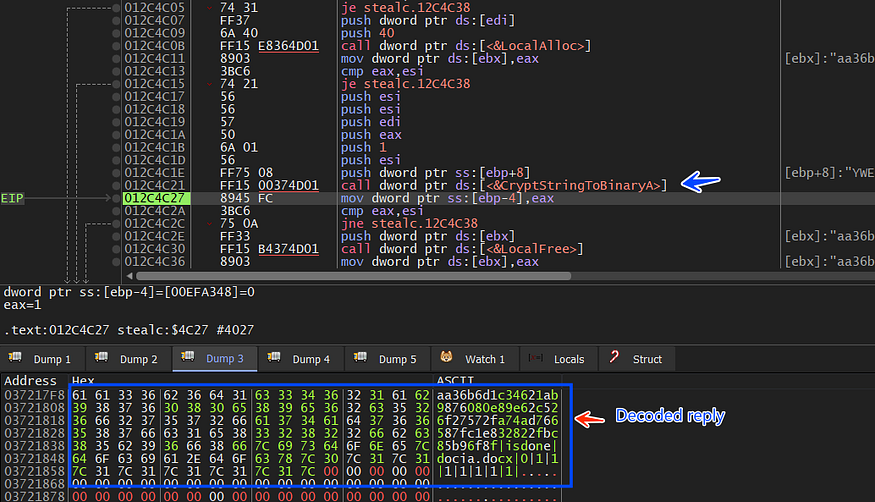 012C4C05 74 31 je stealc.12C4C38
012C4C07 FF37 push dword ptr ds:[edi]
012C4C09 6A 40 push 40
012C4C0B FF15 E8364D01 call dword ptr ds:[<&LocalAlloc>]
012C4C11 8903 mov dword ptr ds:[ebx],eax [ebx]:"aa36b
012C4C13 3BC6 cmp eax,esi
012C4C15 74 21 je stealc.12C4C38
012C4C17 56 push esi
012C4C18 56 push esi
012C4C19 57 push edi
012C4C1A 50 push eax
012C4C1B 6A 01 push 1
012C4C1D 56 push esi
012C4C1E FF75 08 push dword ptr ss:[ebp+8] [ebp+8]:"YWE
012C4C21 FF15 00374D01 call dword ptr ds:[<&CryptStringToBinaryA>]
EIP 012C4C27 8945 FC mov dword ptr ss:[ebp-4],eax
012C4C2A 3BC6 cmp eax,esi
012C4C2C 75 0A jne stealc.12C4C38
012C4C2E FF33 push dword ptr ds:[ebx] [ebx]:"aa36b
012C4C30 FF15 B4374D01 call dword ptr ds:[<&LocalFree>]
012C4C36 8903 mov dword ptr ds:[ebx],eax [ebx]:"aa36b
dword ptr ss:[ebp-4]=[00EFA348]=0
eax=1
.text:012C4C27 stealc:$4C27 #4027
Dump 1 Dump 2 Dump 3 Dump 4 Dump 5 Watch 1 Locals Struct
Address Hex ASCII
037217F8 61 61 33 36 62 36 64 31 63 33 34 36 32 31 61 62 aa36b6d1c34621ab
03721808 39 38 37 36 30 38 30 65 38 39 65 36 32 63 35 32 9876080e89e62c52
03721818 36 66 32 37 35 37 32 66 61 37 34 61 64 37 36 36 6f27572fa74ad766
03721828 35 38 37 66 63 31 65 38 33 32 38 32 32 66 62 63 587fc1e832822fbc
03721838 38 35 62 39 36 66 38 66 7C 69 73 64 6F 6E 65 7C 85b96f8f|isdone|
03721848 64 6F 63 69 61 2E 64 6F 63 78 7C 30 7C 31 7C 31 docia.docx|0|1|1
03721858 7C 31 7C 31 7C 31 7C 31 7C 31 7C 00 00 00 00 00 |1|1|1|1|1|.....
03721868 00 00 00 00 00 00 00 00 00 00 00 00 00 00 00 00 ................
03721878 00 00 00 00 00 00 00 00 00 00 00 00 00 00 00 00 ................
Decoded reply